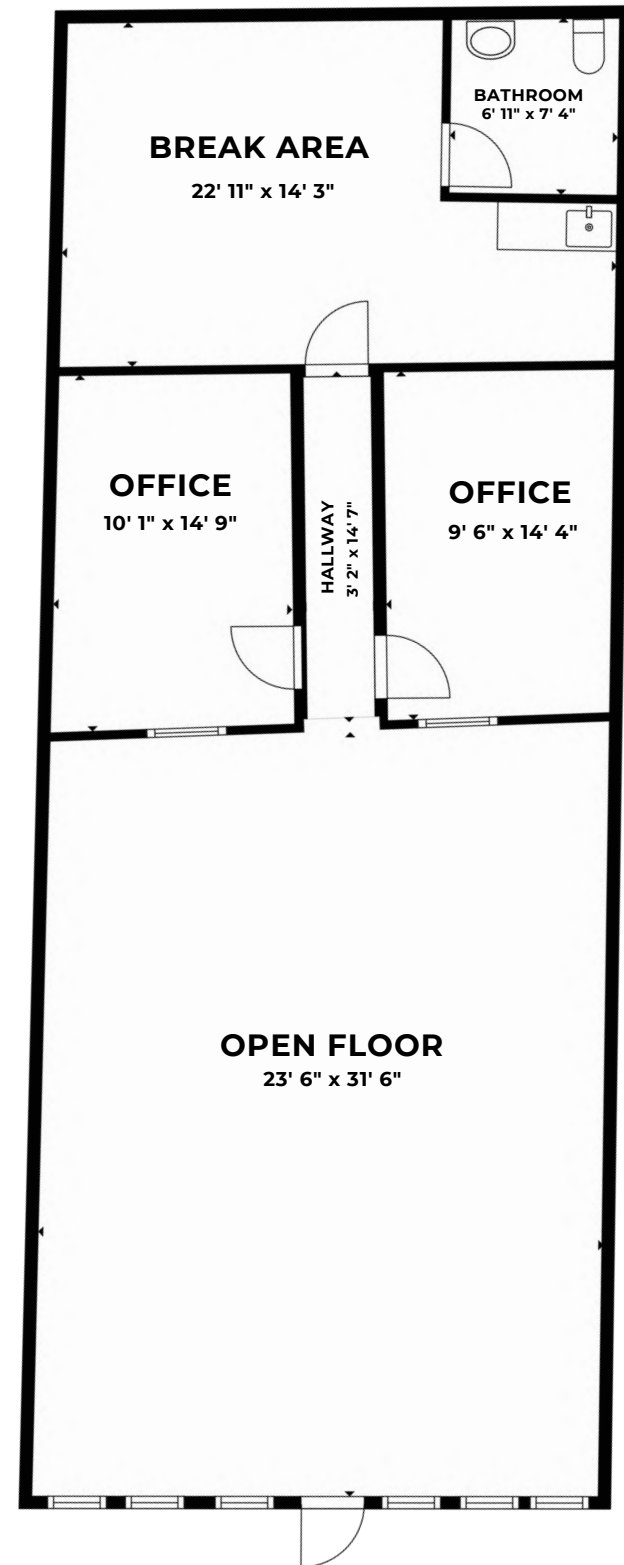 BATHROOM
6' 11" x 7' 4"
BREAK AREA
22' 11" x 14' 3"
OFFICE
10' 1" x 14' 9"
HALLWAY
3' 2" x 14' 7"
OFFICE
9' 6" x 14' 4"
OPEN FLOOR
23' 6" x 31' 6"